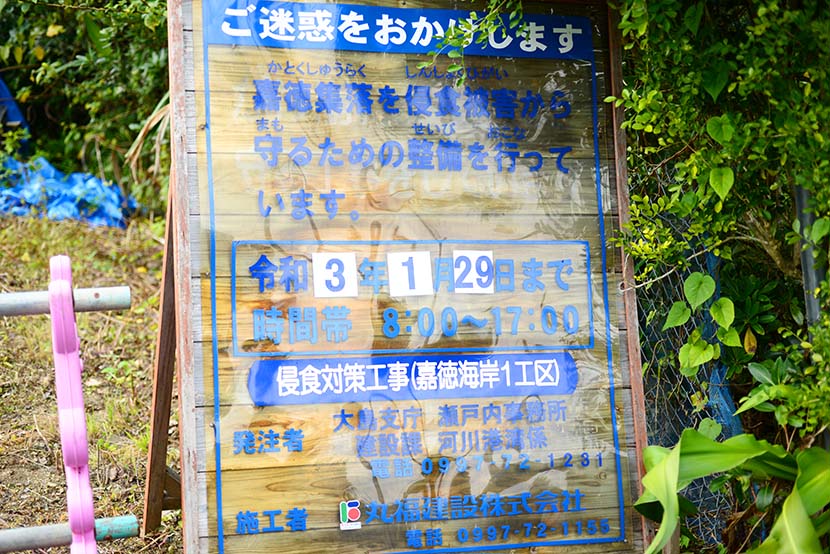 ご迷惑をおかけします
かとくしゅうらく しんしょくひがい
嘉徳集落を侵食被害から
まも せいび おこな
守るための整備を行って
います。
令和3年1月29日まで
時間帯 8:00〜17:00
侵食対策工事(嘉徳海岸1工区)
大島支庁 瀬戸内事務所
発注者 建設課 河川港湾係
電話 0997-72-1231
施工者 丸福建設株式会社
電話 0997-72-1155